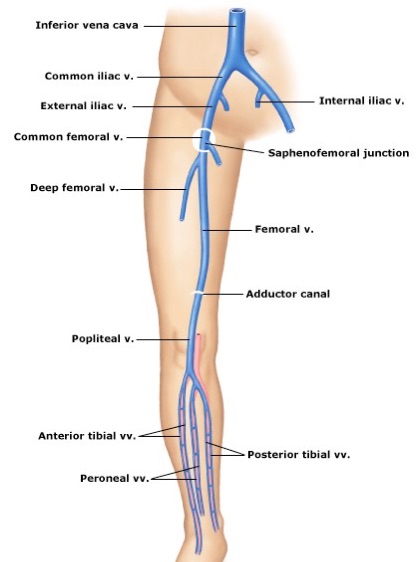 Inferior vena cava
Common iliac v.
External iliac v.
Internal iliac v.
Common femoral v.
Saphenofemoral junction
Deep femoral v.
Femoral v.
Adductor canal
Popliteal v.
Anterior tibial vv.
Posterior tibial vv.
Peroneal vv.